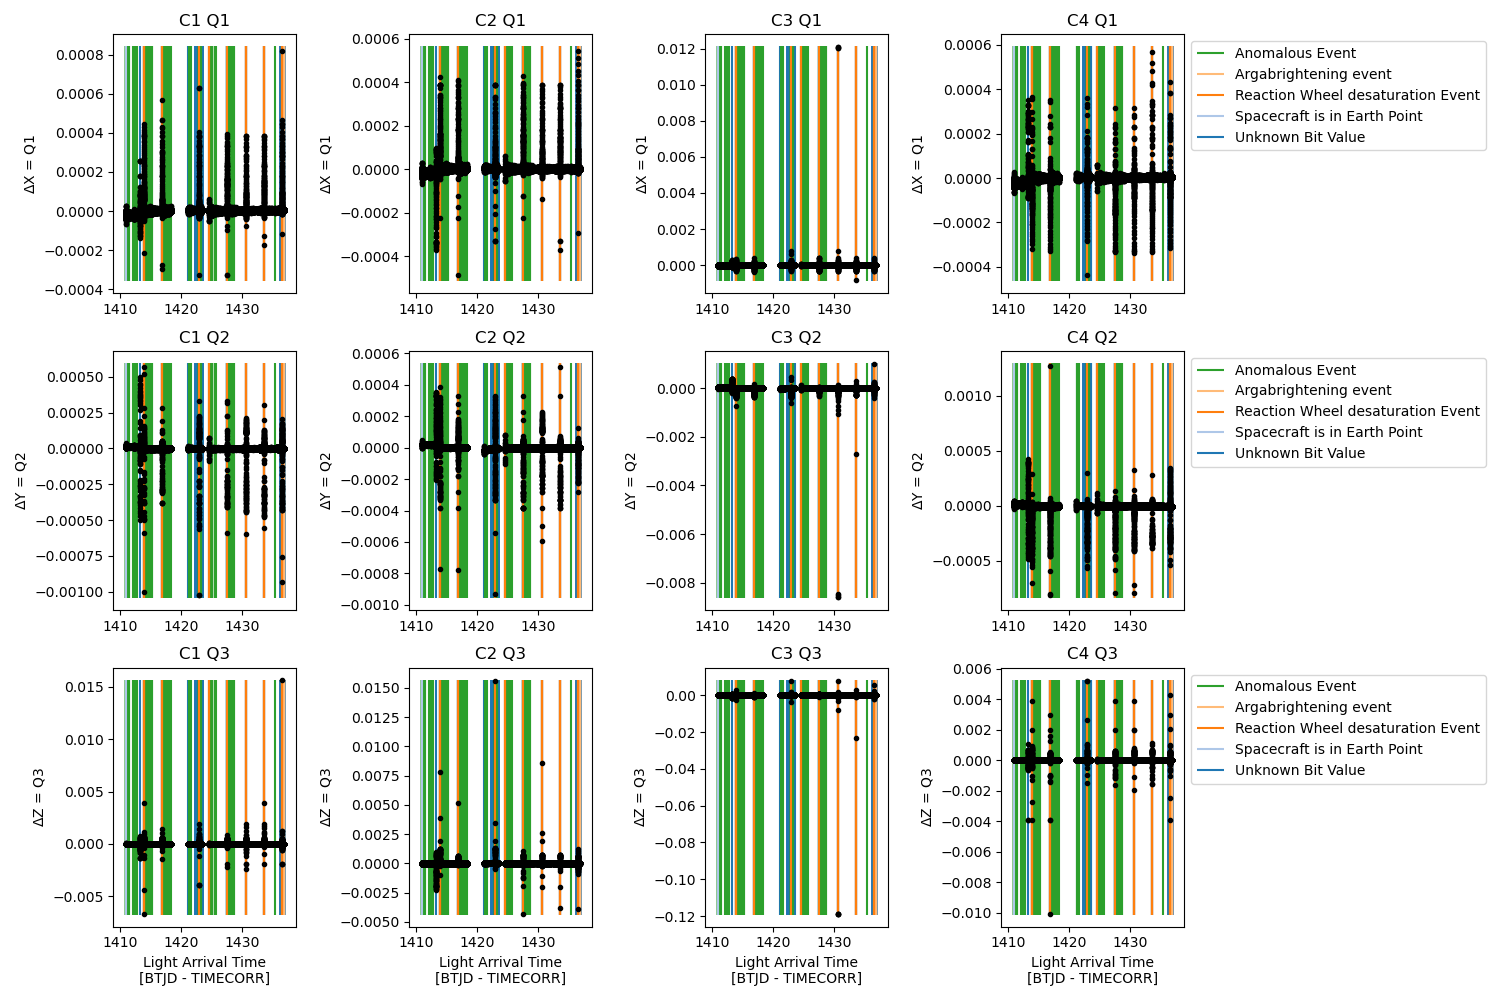 C1 Q1
C2 Q1
C3 Q1
C4 Q1
0.0008
0.0006
0.0004
0.0002
0.0000
−0.0002
−0.0004
ΔX = Q1
1410 1420 1430
0.0006
0.0004
0.0002
0.0000
−0.0002
−0.0004
ΔX = Q1
1410 1420 1430
0.012
0.010
0.008
0.006
0.004
0.002
0.000
ΔX = Q1
1410 1420 1430
0.0006
0.0004
0.0002
0.0000
−0.0002
−0.0004
ΔX = Q1
1410 1420 1430
Anomalous Event
Argabrightening event
Reaction Wheel desaturation Event
Spacecraft is in Earth Point
Unknown Bit Value
C1 Q2
C2 Q2
C3 Q2
C4 Q2
0.00050
0.00025
0.00000
−0.00025
−0.00050
−0.00075
−0.00100
ΔY = Q2
1410 1420 1430
0.0006
0.0004
0.0002
0.0000
−0.0002
−0.0004
−0.0006
−0.0008
−0.0010
ΔY = Q2
1410 1420 1430
0.000
−0.002
−0.004
−0.006
−0.008
ΔY = Q2
1410 1420 1430
0.0010
0.0005
0.0000
−0.0005
ΔY = Q2
1410 1420 1430
Anomalous Event
Argabrightening event
Reaction Wheel desaturation Event
Spacecraft is in Earth Point
Unknown Bit Value
C1 Q3
C2 Q3
C3 Q3
C4 Q3
0.015
0.010
0.005
0.000
−0.005
ΔZ = Q3
1410 1420 1430
Light Arrival Time
[BTJD - TIMECORR]
0.0150
0.0125
0.0100
0.0075
0.0050
0.0025
0.0000
−0.0025
−0.0050
ΔZ = Q3
1410 1420 1430
Light Arrival Time
[BTJD - TIMECORR]
0.00
−0.02
−0.04
−0.06
−0.08
−0.10
−0.12
ΔZ = Q3
1410 1420 1430
Light Arrival Time
[BTJD - TIMECORR]
0.006
0.004
0.002
0.000
−0.002
−0.004
−0.006
−0.008
−0.010
ΔZ = Q3
1410 1420 1430
Light Arrival Time
[BTJD - TIMECORR]
Anomalous Event
Argabrightening event
Reaction Wheel desaturation Event
Spacecraft is in Earth Point
Unknown Bit Value